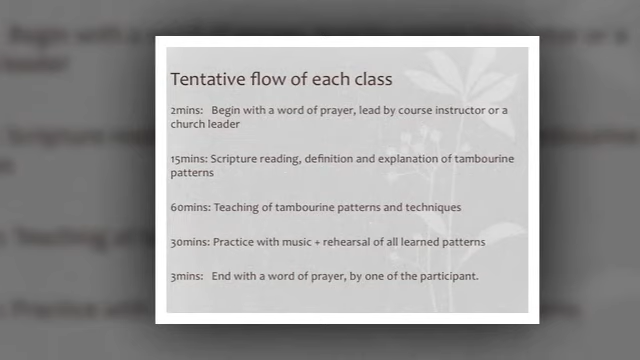 Tentative flow of each class
2mins: Begin with a word of prayer, lead by course instructor or a
church leader
15mins: Scripture reading, definition and explanation of tambourine
patterns
60mins: Teaching of tambourine patterns and techniques
30mins: Practice with music + rehearsal of all learned patterns
3mins: End with a word of prayer, by one of the participant.